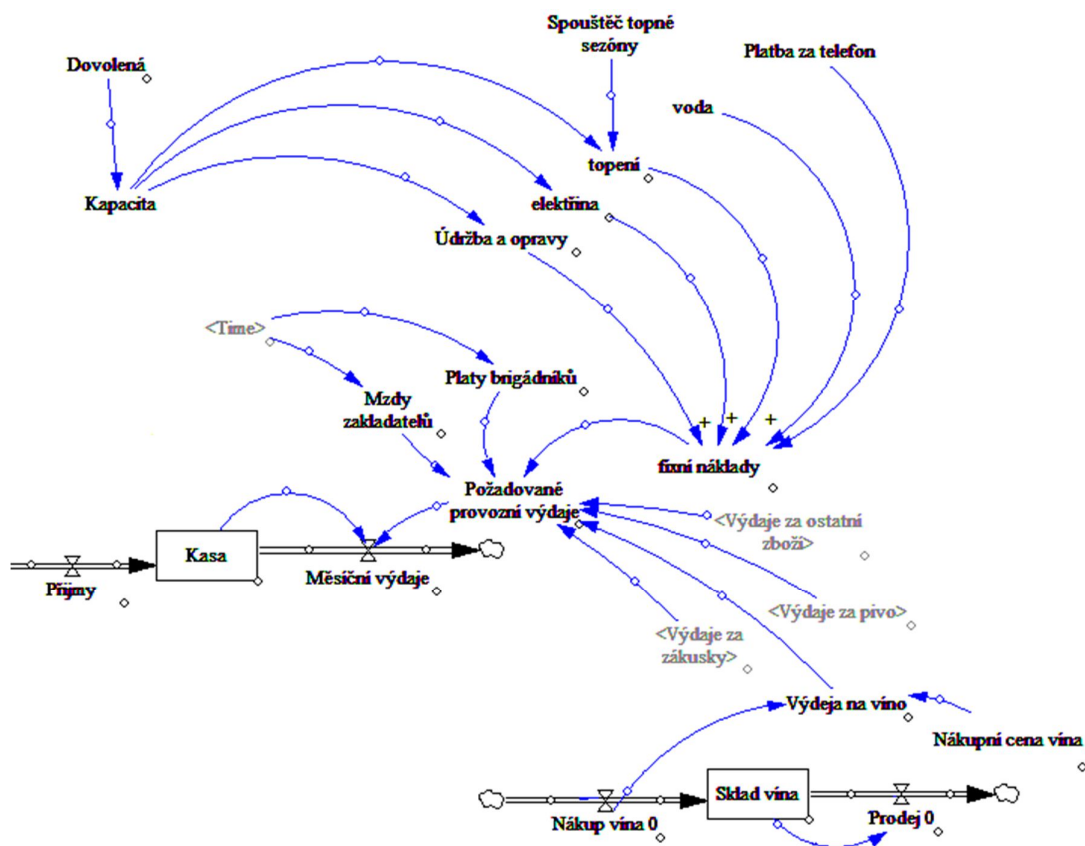 Spouštěč topné
sezóny
Platba za telefon
Dovolená
voda
topení
Kapacita
elektřina
Údržba a opravy
<Time>
Platy brigádníků
Mzdy
zakladatelů
+ + +
fixní náklady
Požadované
provozní výdaje
<Výdaje za ostatní
zboží>
Kasa
Měsíční výdaje
Příjmy
<Výdaje za pivo>
<Výdaje za
zákusky>
Výdeja na víno
Nákupní cena vína
Sklad vína
Nákup vína 0
Prodej 0